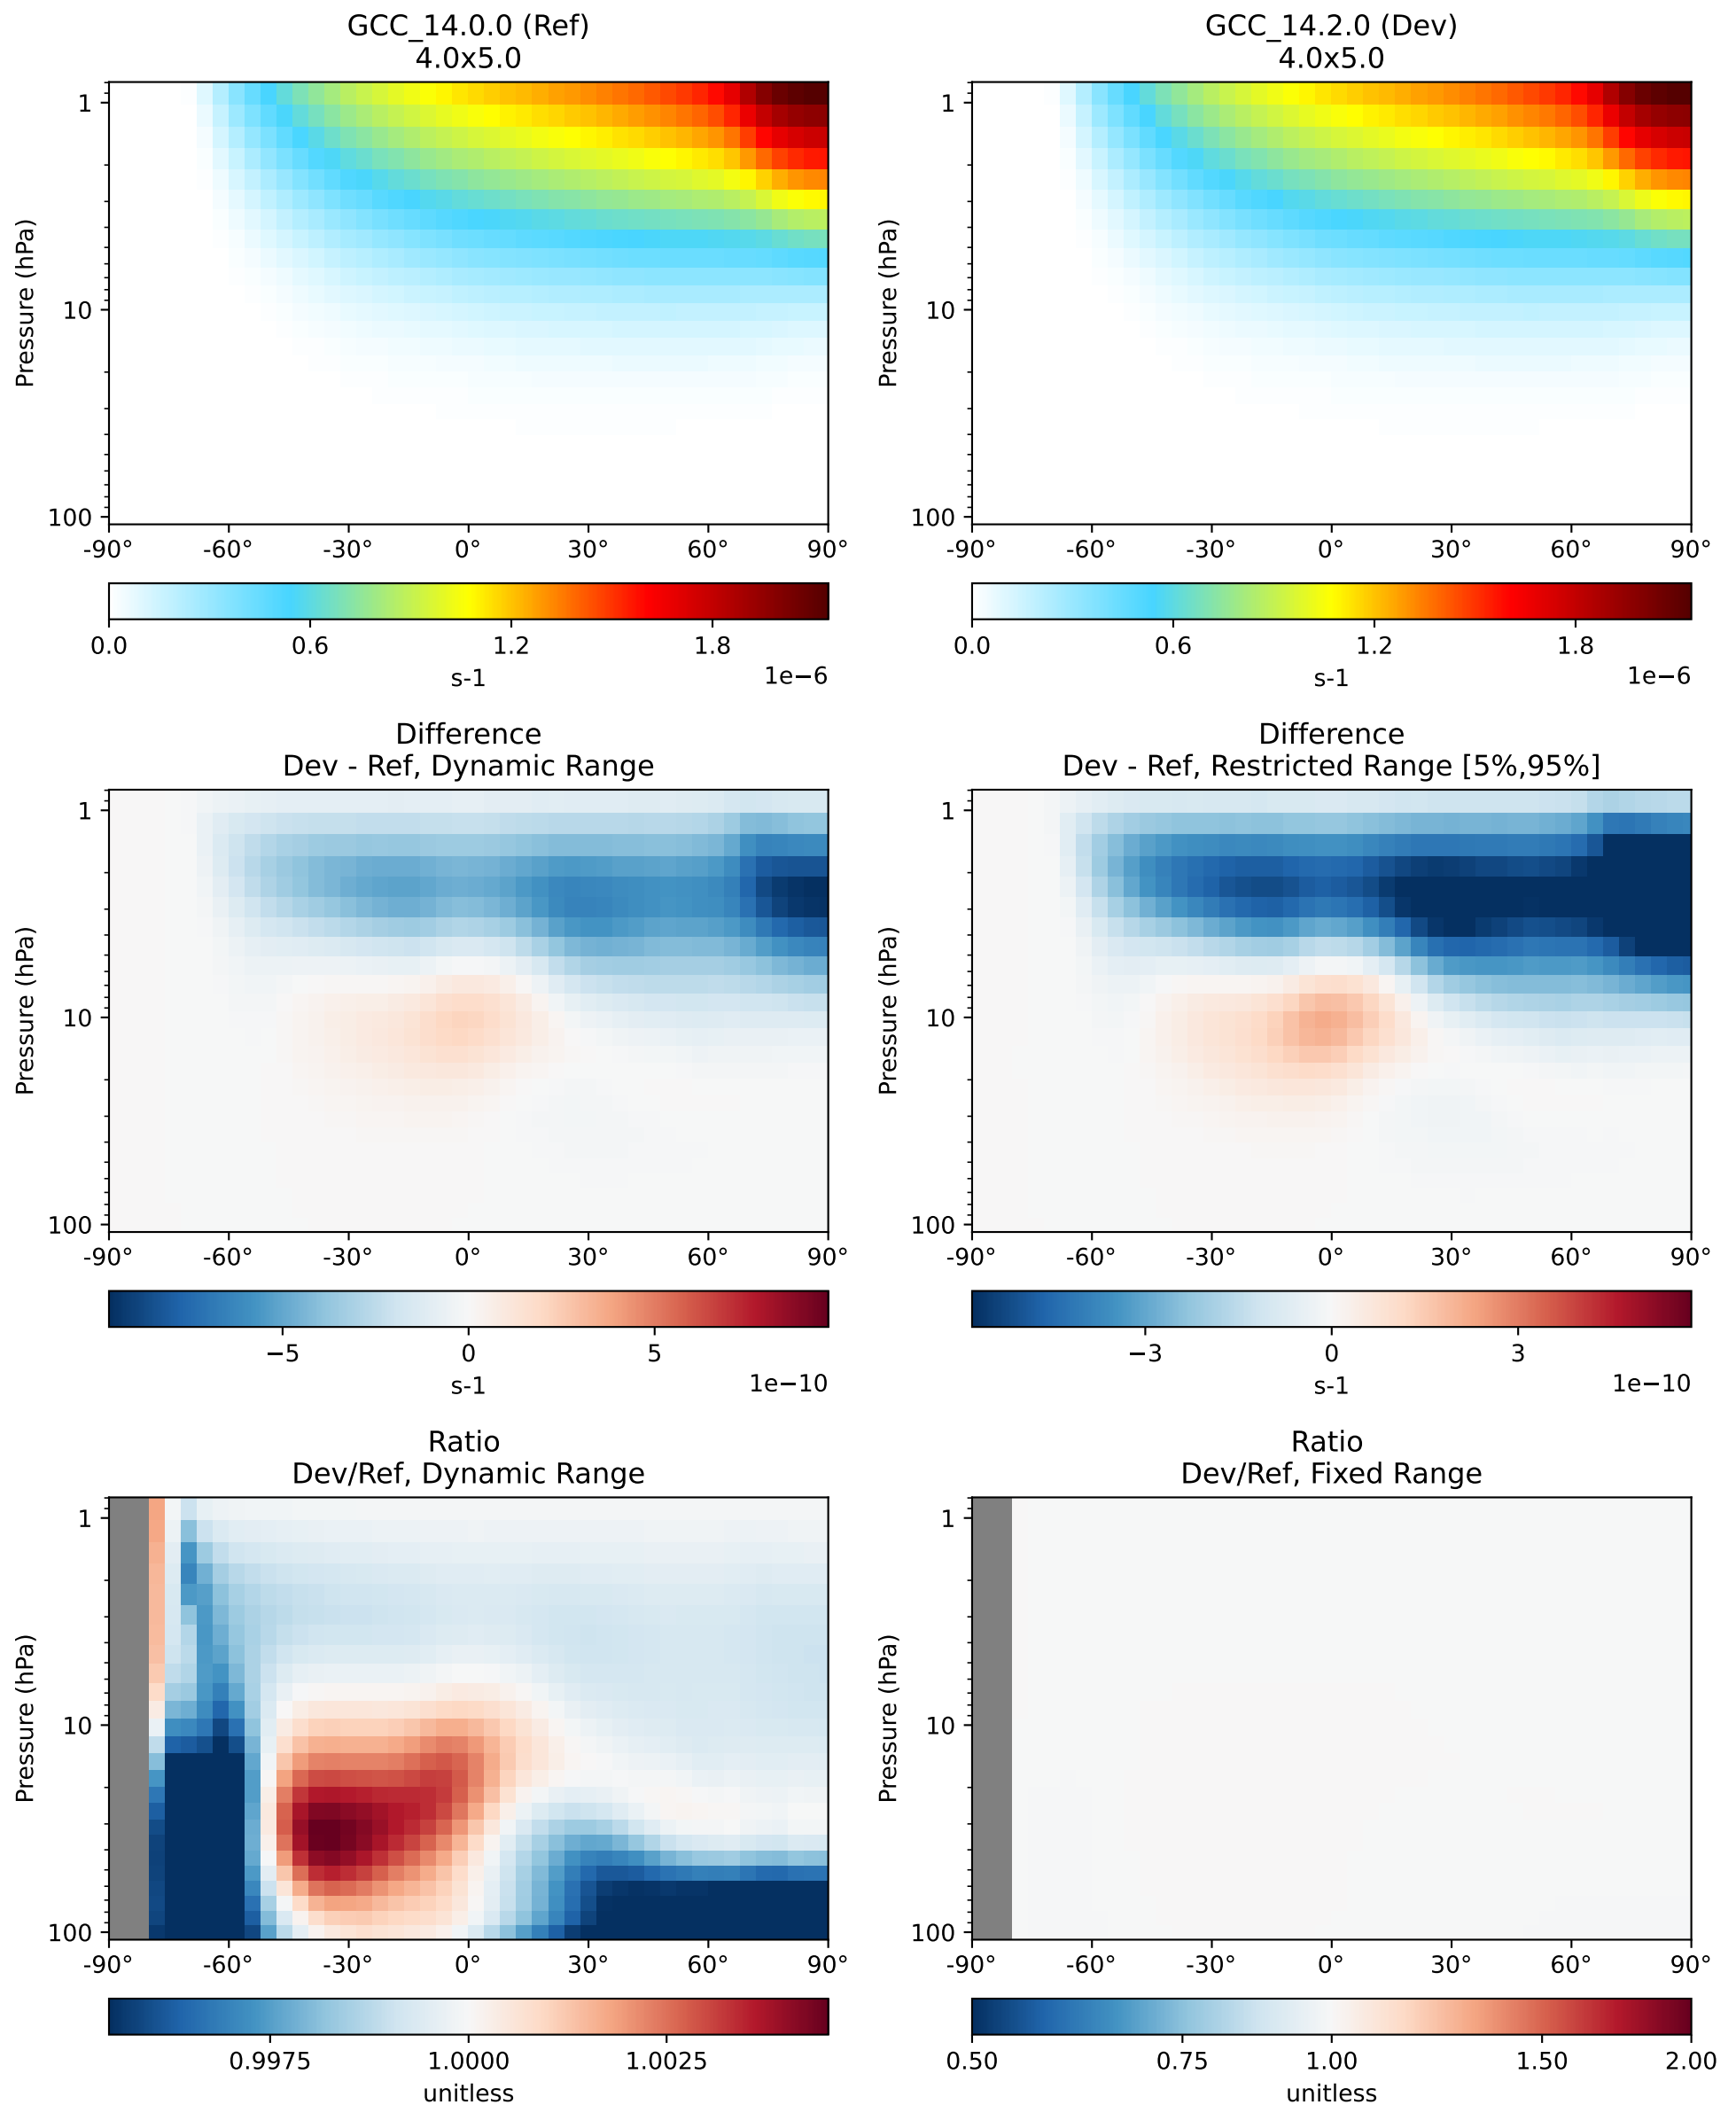 GCC_14.0.0 (Ref)
4.0x5.0
Pressure (hPa)
1
10
100
-90° -60° -30° 0° 30° 60° 90°
0.0 0.6 1.2 1.8
s-1
1e−6
GCC_14.2.0 (Dev)
4.0x5.0
Pressure (hPa)
1
10
100
-90° -60° -30° 0° 30° 60° 90°
0.0 0.6 1.2 1.8
s-1
1e−6
Difference
Dev - Ref, Dynamic Range
Pressure (hPa)
1
10
100
-90° -60° -30° 0° 30° 60° 90°
−5 0 5
s-1
1e−10
Difference
Dev - Ref, Restricted Range [5%,95%]
Pressure (hPa)
1
10
100
-90° -60° -30° 0° 30° 60° 90°
−3 0 3
s-1
1e−10
Ratio
Dev/Ref, Dynamic Range
Pressure (hPa)
1
10
100
-90° -60° -30° 0° 30° 60° 90°
0.9975 1.0000 1.0025
unitless
Ratio
Dev/Ref, Fixed Range
Pressure (hPa)
1
10
100
-90° -60° -30° 0° 30° 60° 90°
0.50 0.75 1.00 1.50 2.00
unitless